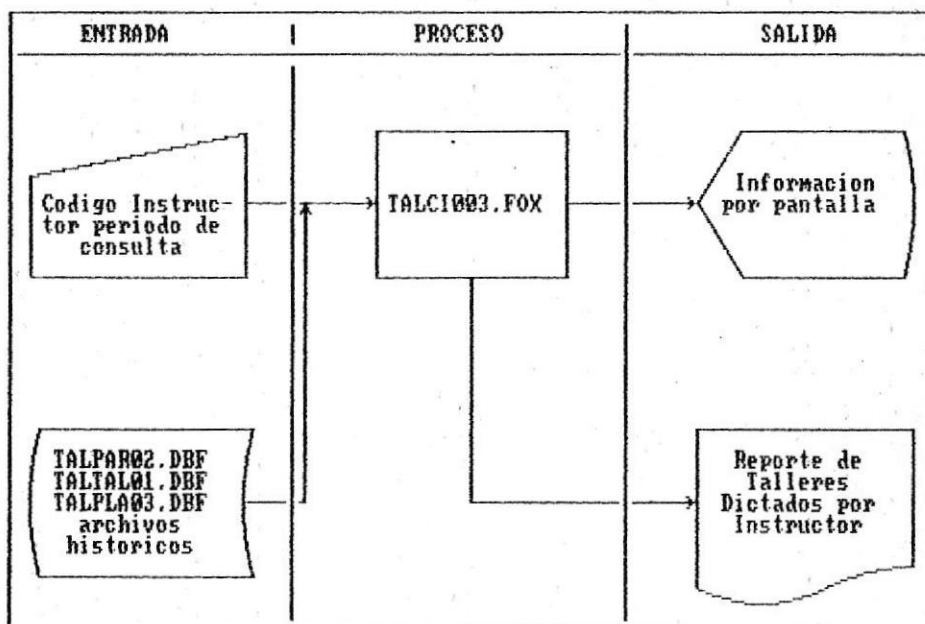 ENTRADA | PROCESO SALIDA
Codigo Instruc-
tor periodo de
consulta
TALCI003.FOX
Informacion
por pantalla
TALPAR02.DBF
TALTAL01.DBF
TALPLA03.DBF
archivos
historicos
Reporte de
Talleres
Dictados por
Instructor